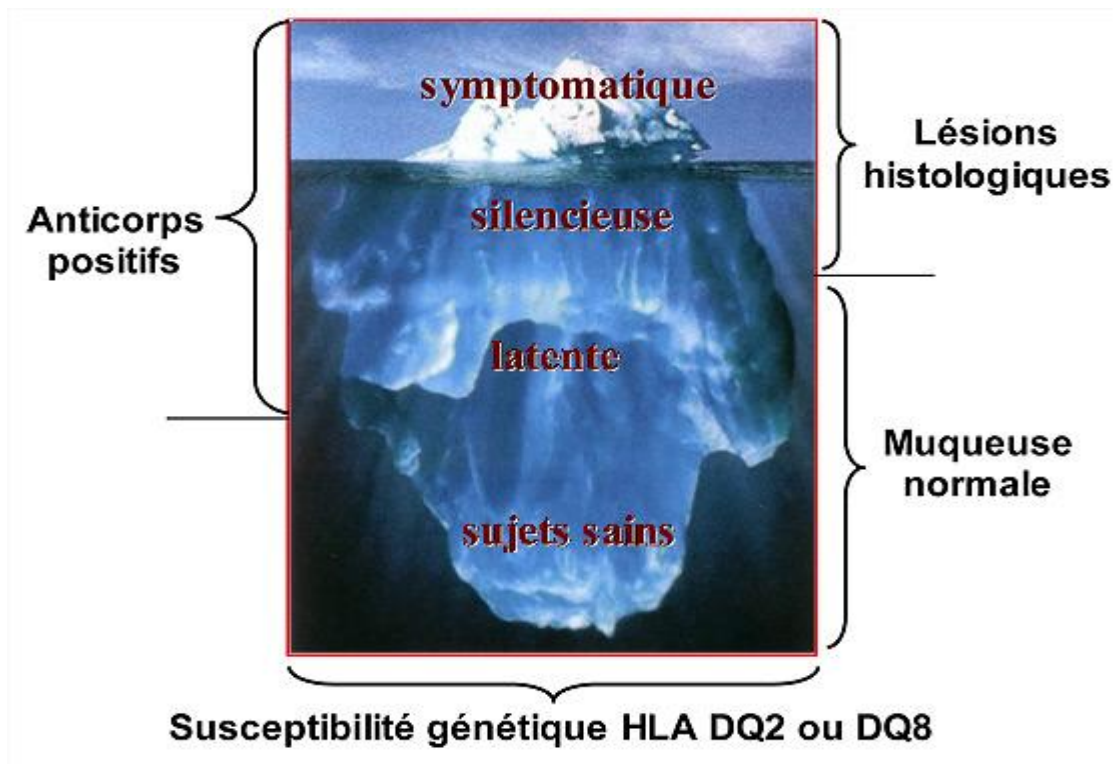 symptomatique
Lésions
histologiques
silencieuse
Anticorps
positifs
latente
Muqueuse
normale
sujets sains
Susceptibilité génétique HLA DQ2 ou DQ8